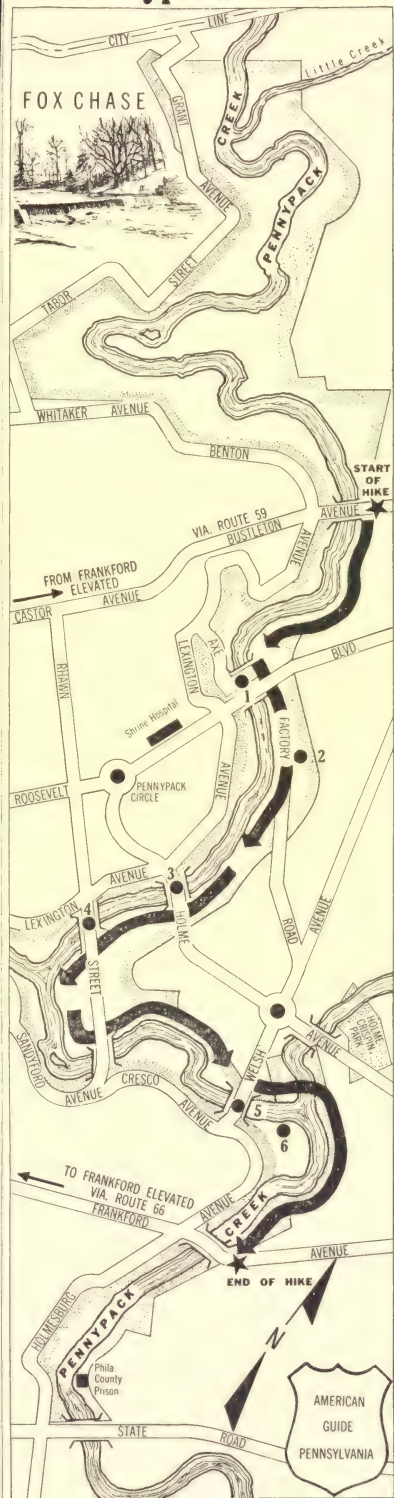 CITY LINE
Little Creek
FOX CHASE
GRANT AVENUE
CREEK
PENNYPACK
TABOR STREET
WHITAKER AVENUE
BENTON AVENUE
START
OF
HIKE
AVENUE
VIA. ROUTE 59
BUSTLETON
FROM FRANKFORD
ELEVATED
CASTOR AVENUE
AXE
LEXINGTON
AVENUE
BLVD
1
RHAWN
Shrine Hospital
FACTORY
2
PENNYPACK
CIRCLE
ROOSEVELT
3
LEXINGTON AVENUE
4
HOLME
ROAD
AVENUE
STREET
SANDYFORD
AVENUE
CRESCO
AVENUE
WELSH
AVENUE
HOLME
CRISPIN
PARK
5
6
TO FRANKFORD ELEVATED
VIA. ROUTE 66
FRANKFORD
AVENUE
CREEK
AVENUE
END OF HIKE
HOLMESBURG
PENNYPACK
N
Phila.
County
Prison
STATE ROAD
AMERICAN
GUIDE
PENNSYLVANIA